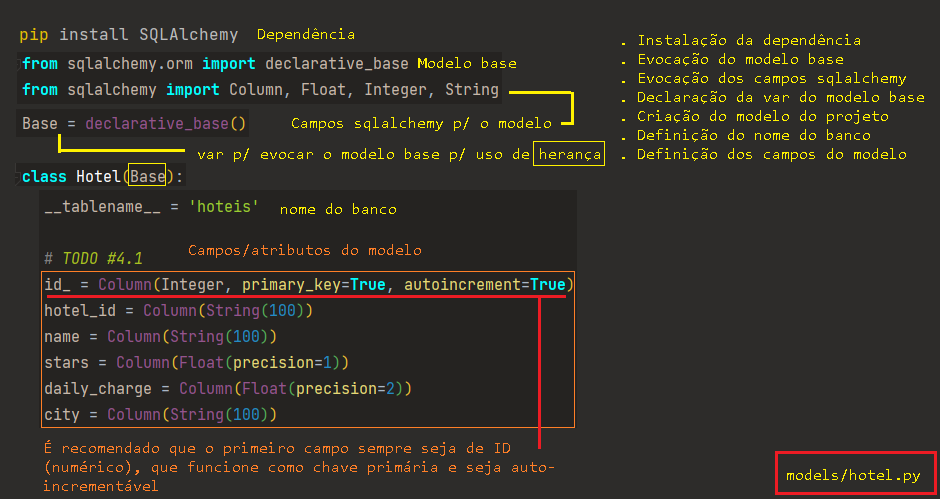 pip install SQLAlchemy Dependência
from sqlalchemy.orm import declarative_base Modelo base
from sqlalchemy import Column, Float, Integer, String
Base = declarative_base() Campos sqlalchemy p/ o modelo
var p/ evocar o modelo base p/ uso de herança
. Instalação da dependência
. Evocação do modelo base
. Evocação dos campos sqlalchemy
. Declaração da var do modelo base
. Criação do modelo do projeto
. Definição do nome do banco
. Definição dos campos do modelo
class Hotel(Base):
__tablename__ = 'hoteis' nome do banco
# TODO #4.1 Campos/atributos do modelo
id_ = Column(Integer, primary_key=True, autoincrement=True)
hotel_id = Column(String(100))
name = Column(String(100))
stars = Column(Float(precision=1))
daily_charge = Column(Float(precision=2))
city = Column(String(100))
É recomendado que o primeiro campo sempre seja de ID
(numérico), que funcione como chave primária e seja auto-
incrementável
models/hotel.py